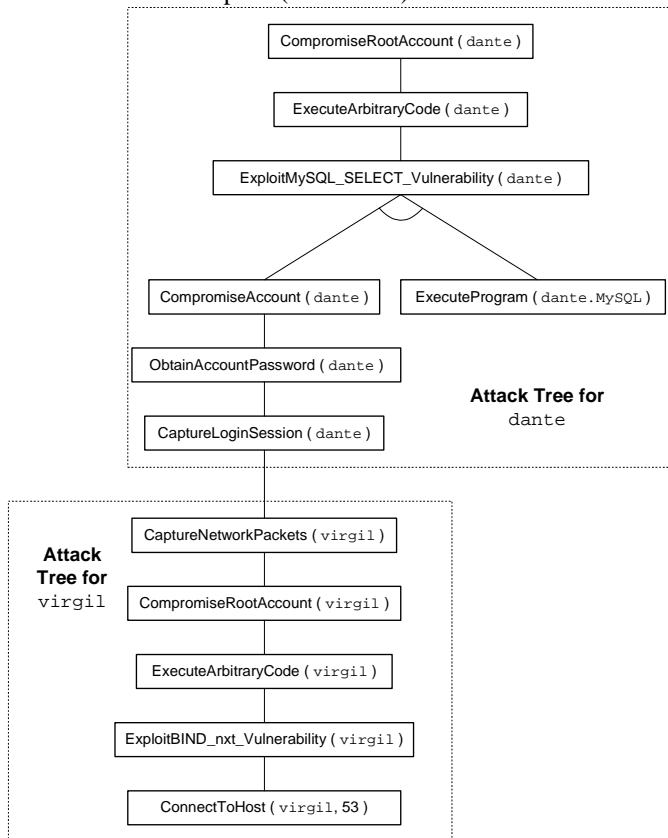 CompromiseRootAccount ( dante )
ExecuteArbitraryCode ( dante )
ExploitMySQL_SELECT_Vulnerability ( dante )
CompromiseAccount ( dante )
ExecuteProgram ( dante.MySQL )
ObtainAccountPassword ( dante )
CaptureLoginSession ( dante )
Attack Tree for
dante
CaptureNetworkPackets ( virgil )
Attack
Tree for
virgil
CompromiseRootAccount ( virgil )
ExecuteArbitraryCode ( virgil )
ExploitBIND_nxt_Vulnerability ( virgil )
ConnectToHost ( virgil, 53 )